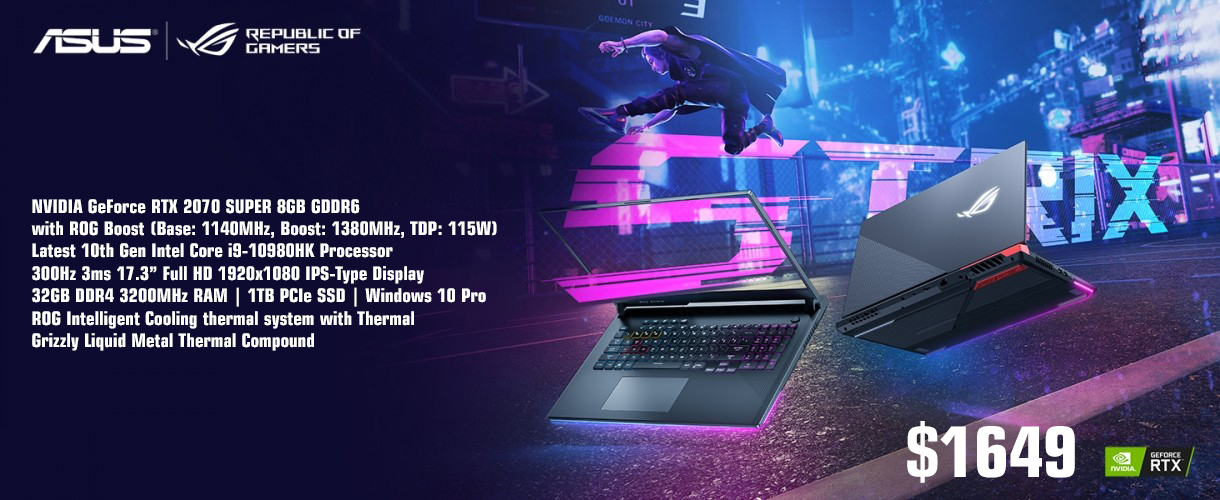 GOEMON CITY
ASUS
REPUBLIC OF
GAMERS
STRIX
NVIDIA GeForce RTX 2070 SUPER 8GB GDDR6
with ROG Boost (Base: 1140MHz, Boost: 1380MHz, TDP: 115W)
Latest 10th Gen Intel Core i9-10980HK Processor
300Hz 3ms 17.3” Full HD 1920x1080 IPS-Type Display
32GB DDR4 3200MHz RAM | 1TB PCIe SSD | Windows 10 Pro
ROG Intelligent Cooling thermal system with Thermal
Grizzly Liquid Metal Thermal Compound
$1649
NVIDIA.
GEFORCE
RTX